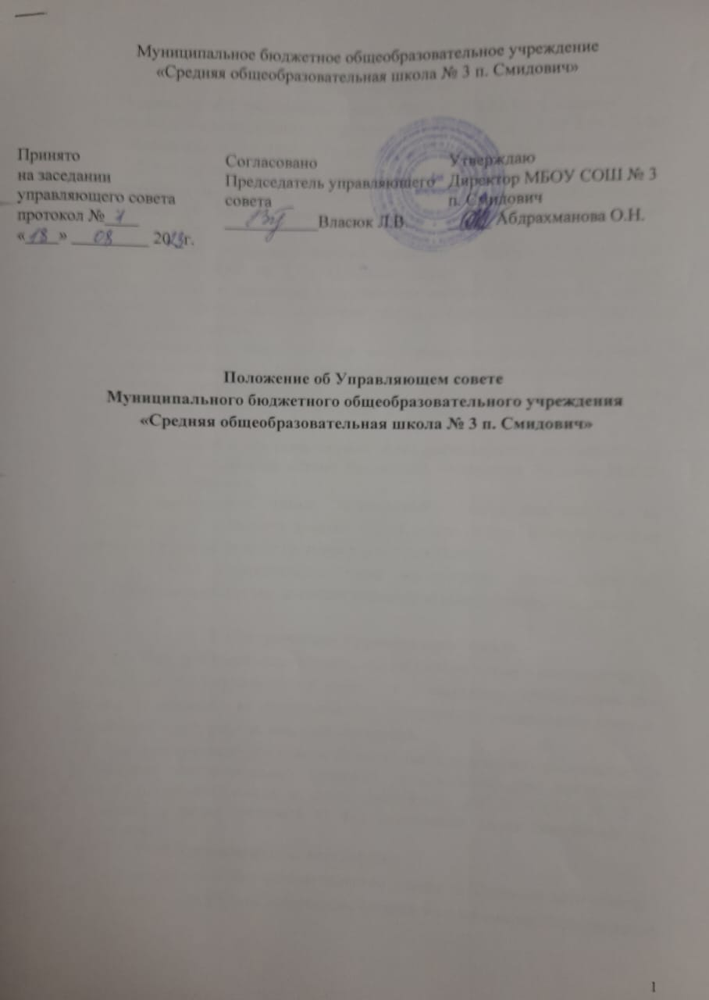 Муниципальное бюджетное общеобразовательное учреждение
«Средняя общеобразовательная школа № 3 п. Смидович»
Принято
на заседании
управляющего совета
протокол № 1
«18» 08 2023г.
Согласовано
Председатель управляющего
совета
Власюк Л.В.
Утверждаю
Директор МБОУ СОШ № 3
п. Смидович
Абдрахманова О.Н.
Положение об Управляющем совете
Муниципального бюджетного общеобразовательного учреждения
«Средняя общеобразовательная школа № 3 п. Смидович»
1